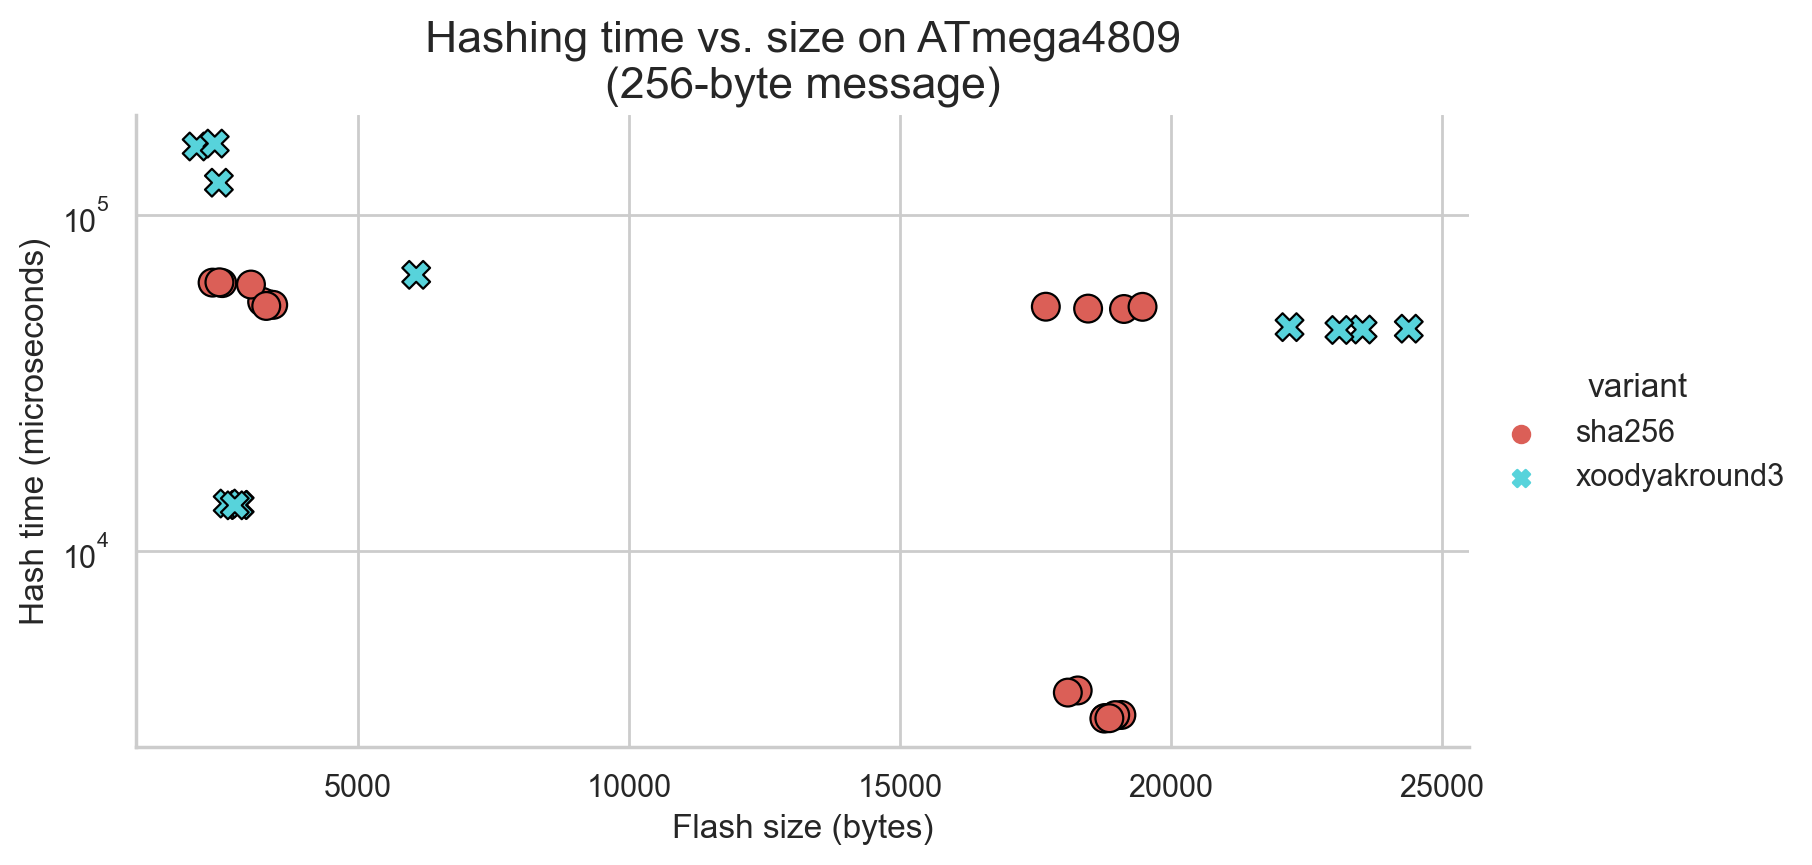 Hashing time vs. size on ATmega4809
(256-byte message)
10^5
10^4
Hash time (microseconds)
5000
10000
15000
20000
25000
Flash size (bytes)
variant
sha256
xoodyakround3